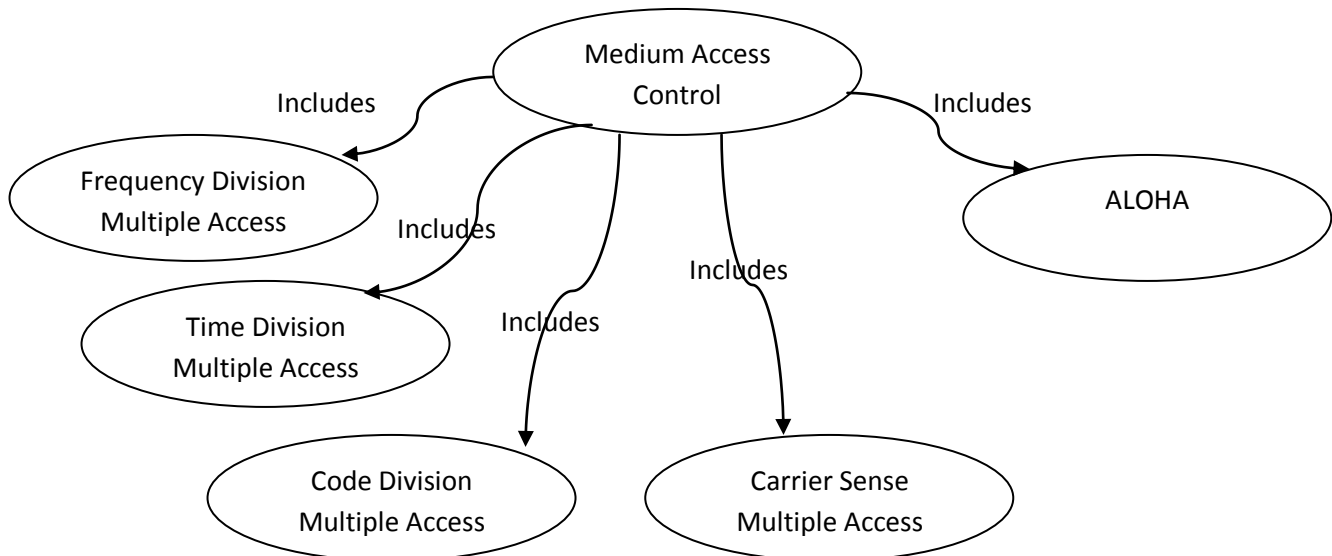 Medium Access
Control
Includes
Includes
Frequency Division
Multiple Access
ALOHA
Includes
Includes
Time Division
Multiple Access
Includes
Code Division
Multiple Access
Carrier Sense
Multiple Access